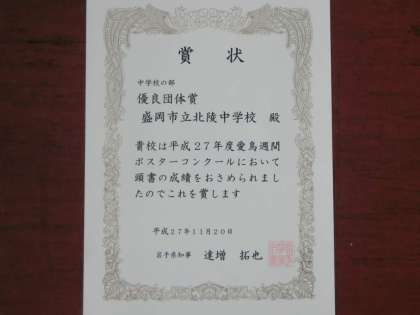 賞状
中学校の部
優良団体賞
盛岡市立北陵中学校 殿
貴校は平成27年度愛鳥週間
ポスターコンクールにおいて
頭書の成績をおさめられまし
たのでこれを賞します
平成27年11月20日
岩手県知事 達増 拓也